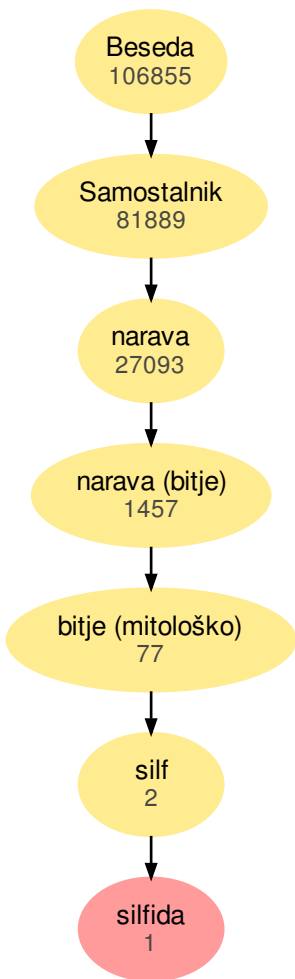 Beseda
106855
Samostalnik
81889
narava
27093
narava (bitje)
1457
bitje (mitološko)
77
silf
2
silfida
1